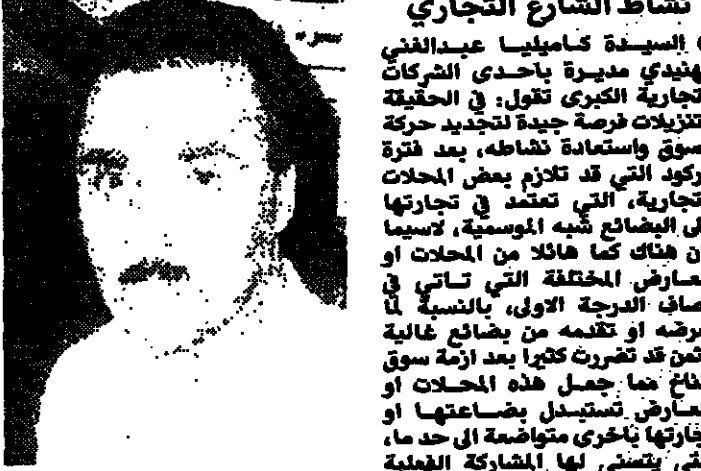 نشاط الشارع التجاري
السيدة كاميليا عبدالغني
هنيدي مديرة باحدى الشركات
تجارية الكبرى تقول: في الحقيقة
تنزيلات فرصة جيدة لتجديد حركة
سوق واستعادة نشاطه، بعد فترة
ركود التي قد تلازم بعض المحلات
تجارية، التي تعتمد في تجارتها
لى البضائع شبه الموسمية، لاسيما
ن هناك كما هائلا من المحلات او
معارض المختلفة التي تاتي في
صاف الدرجة الاولى، بالنسبة لما
عرضه او تقدمه من بضائع غالية
ثمن قد تضررت كثيرا بعد ازمة سوق
ناخ مما جعل هذه المحلات او
معارض تستبدل بضاعتها او
جارتها باخرى متواضعة الى حد ما،
تى يتسنى لها المشاركة الفعلية